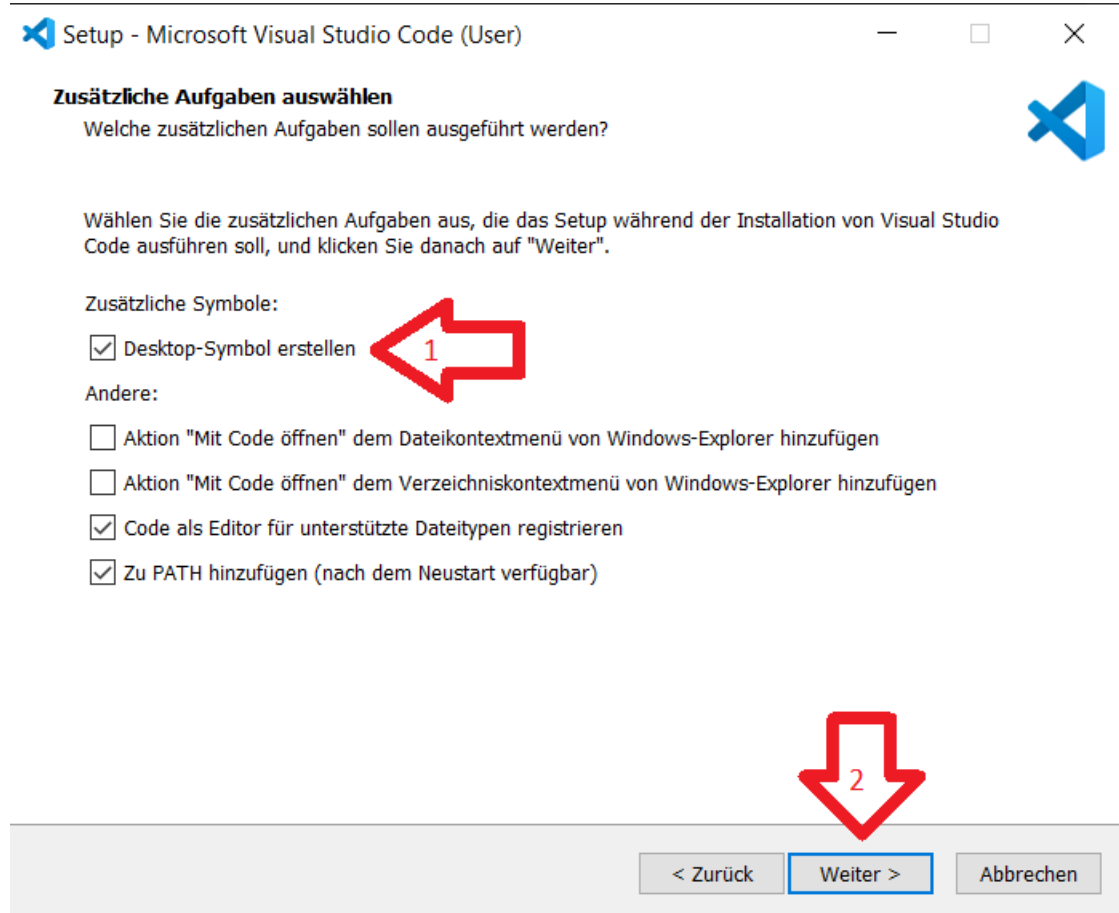 Setup - Microsoft Visual Studio Code (User)
Zusätzliche Aufgaben auswählen
Welche zusätzlichen Aufgaben sollen ausgeführt werden?
Wählen Sie die zusätzlichen Aufgaben aus, die das Setup während der Installation von Visual Studio
Code ausführen soll, und klicken Sie danach auf "Weiter".
Zusätzliche Symbole:
Desktop-Symbol erstellen
1
Andere:
Aktion "Mit Code öffnen" dem Dateikontextmenü von Windows-Explorer hinzufügen
Aktion "Mit Code öffnen" dem Verzeichniskontextmenü von Windows-Explorer hinzufügen
Code als Editor für unterstützte Dateitypen registrieren
Zu PATH hinzufügen (nach dem Neustart verfügbar)
2
< Zurück
Weiter >
Abbrechen